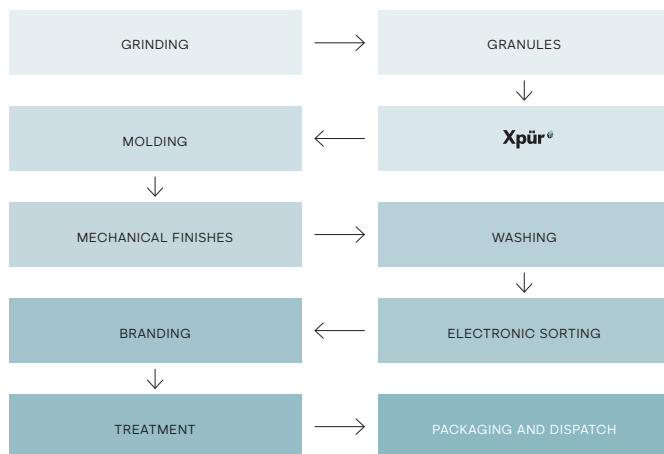 GRINDING
GRANULES
MOLDING
Xpür
MECHANICAL FINISHES
WASHING
BRANDING
ELECTRONIC SORTING
TREATMENT
PACKAGING AND DISPATCH